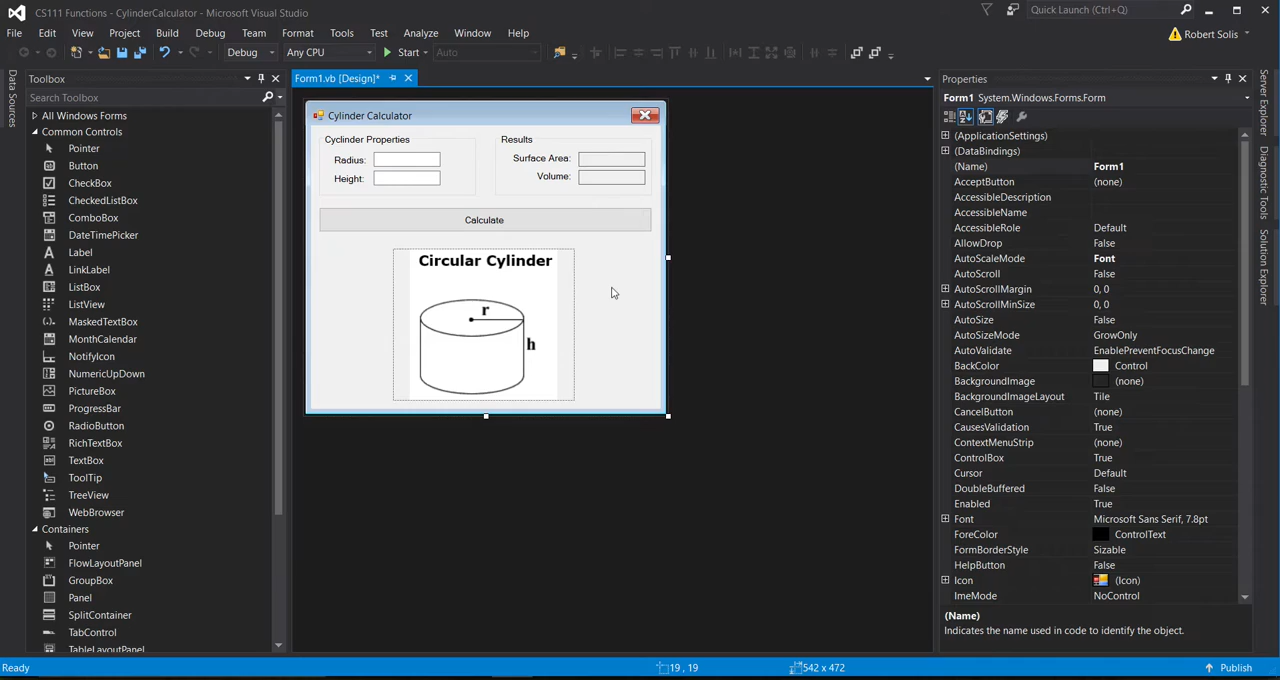 CS111 Functions - CylinderCalculator - Microsoft Visual Studio
Quick Launch (Ctrl+Q)
File Edit View Project Build Debug Team Format Tools Test Analyze Window Help
Robert Solis
Debug Any CPU Start Auto
Data Sources
Toolbox
Search Toolbox
All Windows Forms
Common Controls
Pointer
Button
CheckBox
CheckedListBox
ComboBox
DateTimePicker
Label
LinkLabel
ListBox
ListView
MaskedTextBox
MonthCalendar
NotifyIcon
NumericUpDown
PictureBox
ProgressBar
RadioButton
RichTextBox
TextBox
ToolTip
TreeView
WebBrowser
Containers
Pointer
FlowLayoutPanel
GroupBox
Panel
SplitContainer
TabControl
TableLayoutPanel
Form1.vb [Design]*
Cylinder Calculator
Cyclinder Properties
Radius:
Height:
Results
Surface Area:
Volume:
Calculate
Circular Cylinder
r
h
Properties
Form1 System.Windows.Forms.Form
(ApplicationSettings)
(DataBindings)
(Name) Form1
AcceptButton (none)
AccessibleDescription
AccessibleName
AccessibleRole Default
AllowDrop False
AutoScaleMode Font
AutoScroll False
AutoScrollMargin 0, 0
AutoScrollMinSize 0, 0
AutoSize False
AutoSizeMode GrowOnly
AutoValidate EnablePreventFocusChange
BackColor Control
BackgroundImage (none)
BackgroundImageLayout Tile
CancelButton (none)
CausesValidation True
ContextMenuStrip (none)
ControlBox True
Cursor Default
DoubleBuffered False
Enabled True
Font Microsoft Sans Serif, 7.8pt
ForeColor ControlText
FormBorderStyle Sizable
HelpButton False
Icon (Icon)
ImeMode NoControl
(Name)
Indicates the name used in code to identify the object.
Server Explorer
Diagnostic Tools
Solution Explorer
Ready
19 , 19
542 x 472
Publish